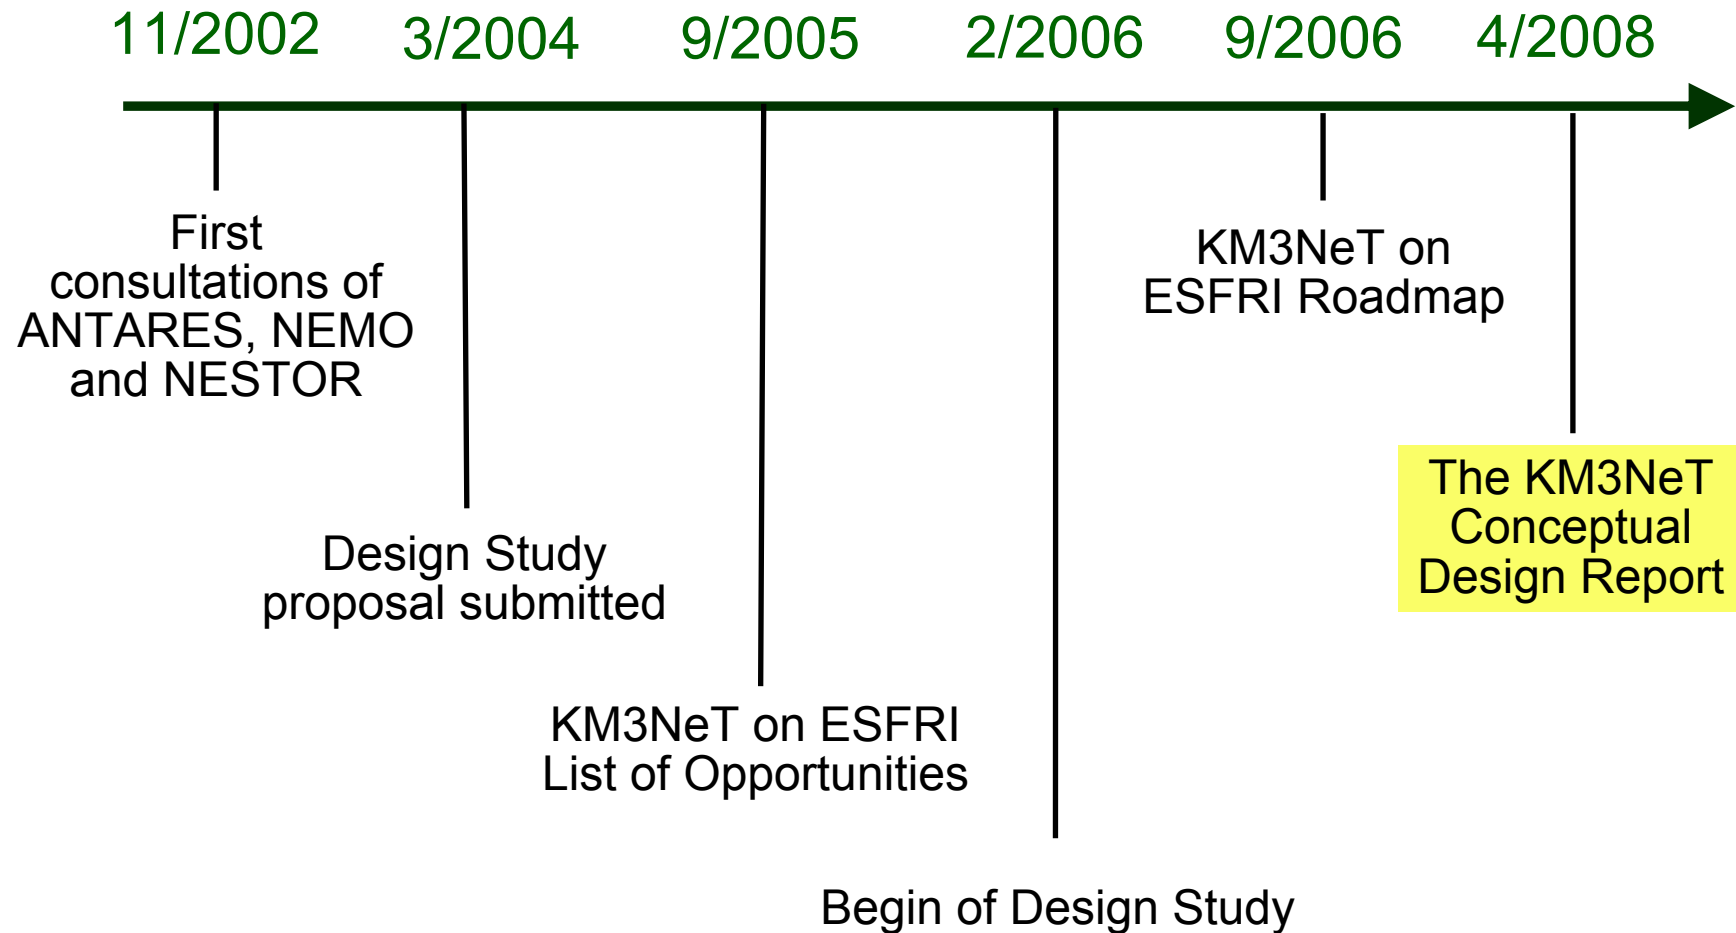 11/2002 3/2004 9/2005 2/2006 9/2006 4/2008
First
consultations of
ANTARES, NEMO
and NESTOR
Design Study
proposal submitted
KM3NeT on ESFRI
List of Opportunities
Begin of Design Study
KM3NeT on
ESFRI Roadmap
The KM3NeT
Conceptual
Design Report